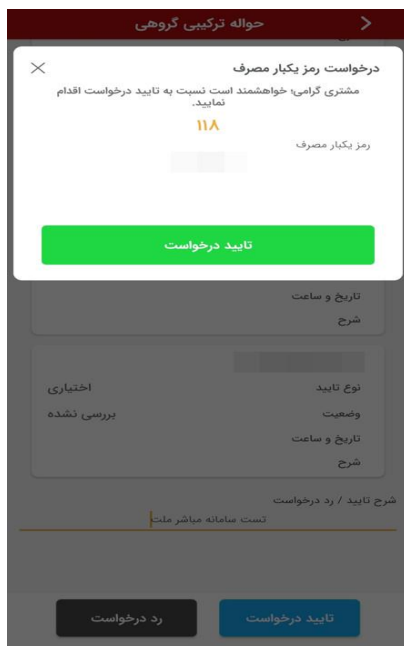 حواله ترکیبی گروهی
درخواست رمز یکبار مصرف
مشتری گرامی؛ خواهشمند است نسبت به تایید درخواست اقدام
نمایید.
۱۱۸
رمز یکبار مصرف
تایید درخواست
تاریخ و ساعت
شرح
نوع تایید اختیاری
وضعیت بررسی نشده
تاریخ و ساعت
شرح
شرح تایید / رد درخواست
تست سامانه مباشر ملت
تایید درخواست رد درخواست